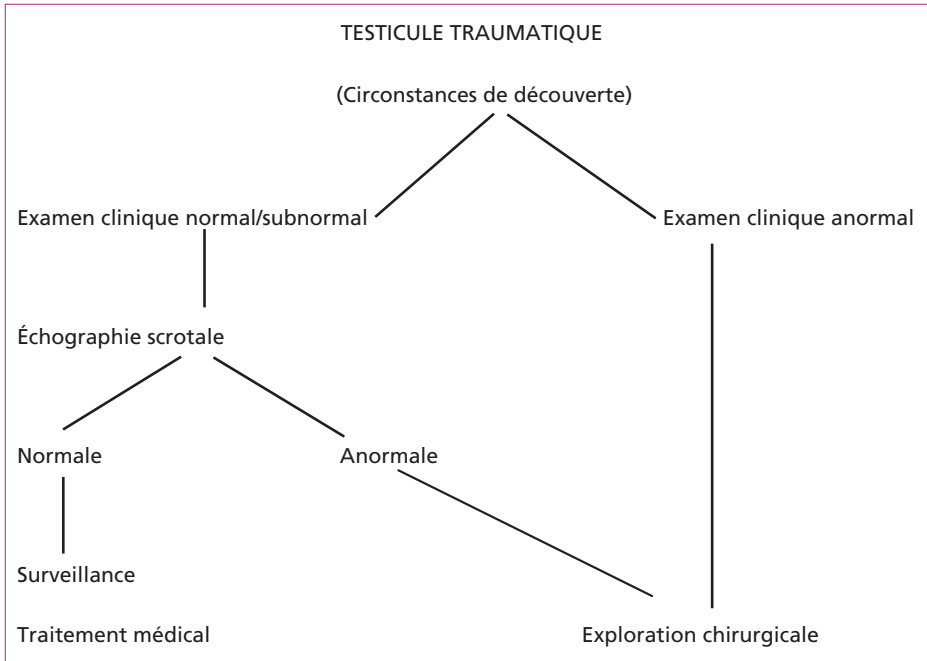 TESTICULE TRAUMATIQUE
(Circonstances de découverte)
Examen clinique normal/subnormal
Examen clinique anormal
Échographie scrotale
Normale
Anormale
Surveillance
Traitement médical
Exploration chirurgicale